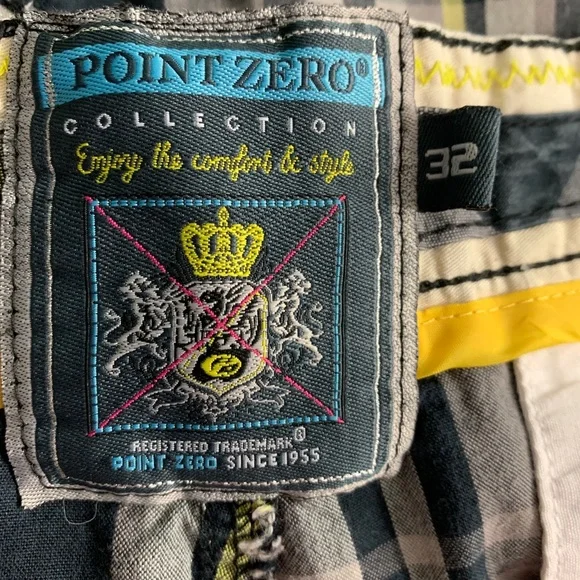 POINT ZERO®
COLLECTION
Enjoy the comfort & style
32
REGISTERED TRADEMARK®
POINT ZERO SINCE 1955